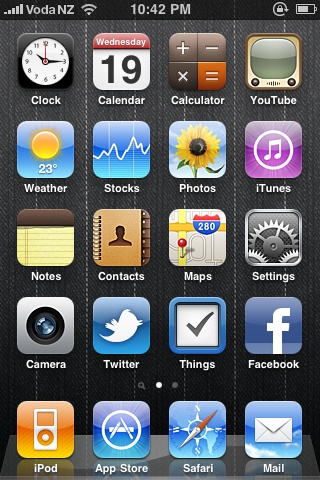 Voda NZ 10:42 PM
Wednesday
19
Clock Calendar Calculator YouTube
23°
280
Weather Stocks Photos iTunes
Notes Contacts Maps Settings
Camera Twitter Things Facebook
iPod App Store Safari Mail